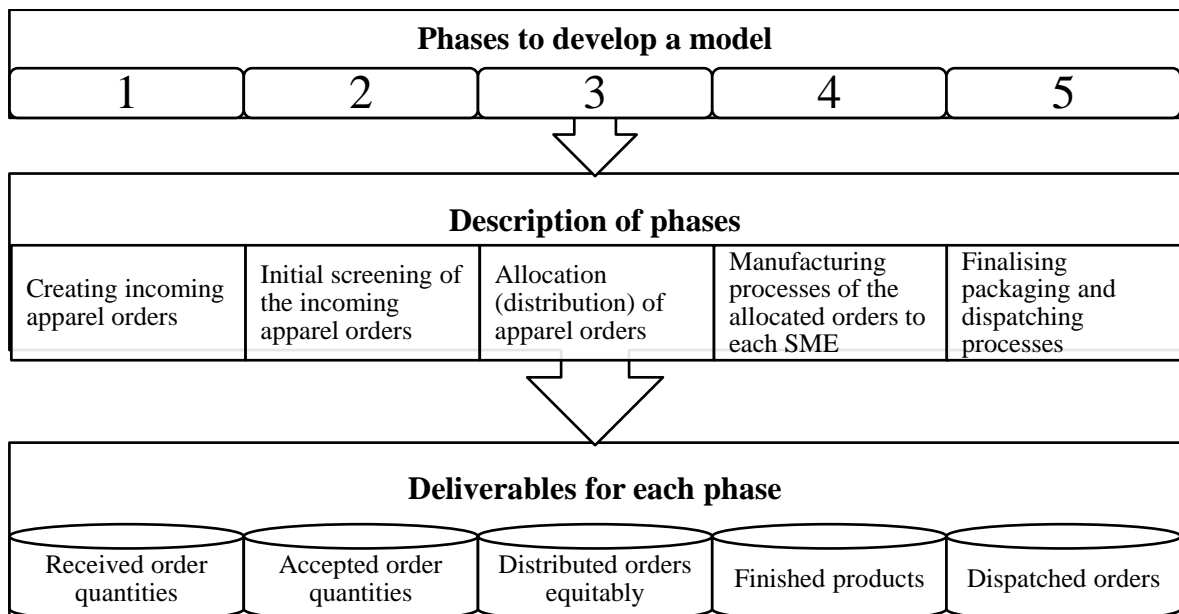 Phases to develop a model
1
2
3
4
5
Description of phases
Creating incoming
apparel orders
Initial screening of
the incoming
apparel orders
Allocation
(distribution) of
apparel orders
Manufacturing
processes of the
allocated orders to
each SME
Finalising
packaging and
dispatching
processes
Deliverables for each phase
Received order
quantities
Accepted order
quantities
Distributed orders
equitably
Finished products
Dispatched orders